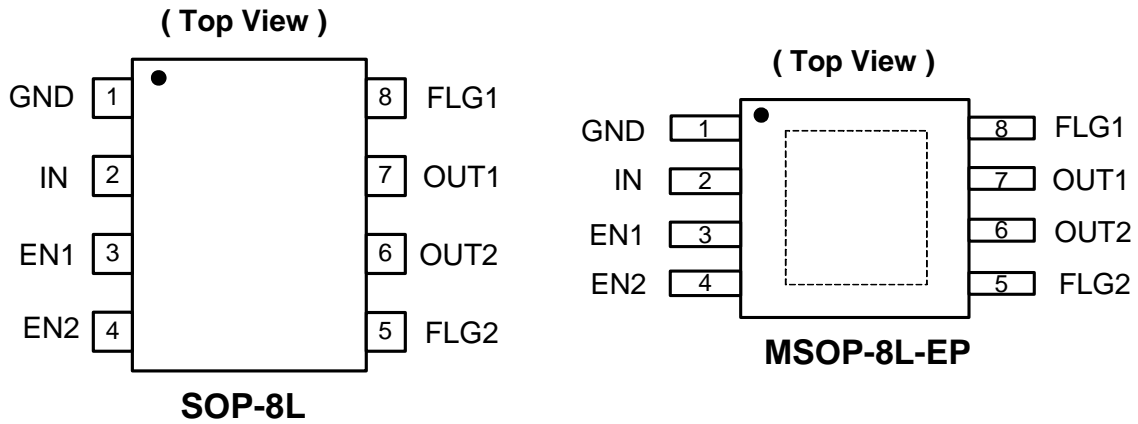 ( Top View )
GND 1 8 FLG1
IN 2 7 OUT1
EN1 3 6 OUT2
EN2 4 5 FLG2
SOP-8L
( Top View )
GND 1 8 FLG1
IN 2 7 OUT1
EN1 3 6 OUT2
EN2 4 5 FLG2
MSOP-8L-EP